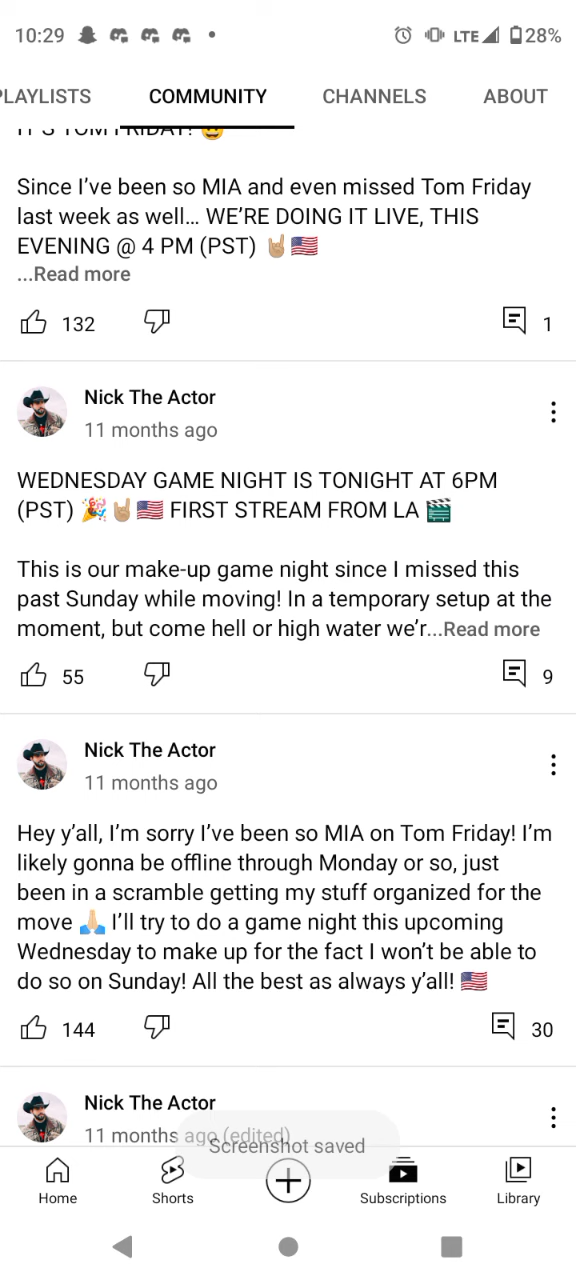 10:29 LTE 28%
PLAYLISTS COMMUNITY CHANNELS ABOUT
IT'S TOM FRIDAY! 😀
Since I've been so MIA and even missed Tom Friday
last week as well... WE'RE DOING IT LIVE, THIS
EVENING @ 4 PM (PST) 🤘🏼🇺🇸
...Read more
132 1
Nick The Actor
11 months ago
WEDNESDAY GAME NIGHT IS TONIGHT AT 6PM
(PST) 🎉🤘🏼🇺🇸 FIRST STREAM FROM LA 🎬
This is our make-up game night since I missed this
past Sunday while moving! In a temporary setup at the
moment, but come hell or high water we'r...Read more
55 9
Nick The Actor
11 months ago
Hey y'all, I'm sorry I've been so MIA on Tom Friday! I'm
likely gonna be offline through Monday or so, just
been in a scramble getting my stuff organized for the
move 🙏🏼 I'll try to do a game night this upcoming
Wednesday to make up for the fact I won't be able to
do so on Sunday! All the best as always y'all! 🇺🇸
144 30
Nick The Actor
11 months ago (edited)
Screenshot saved
Home Shorts Subscriptions Library